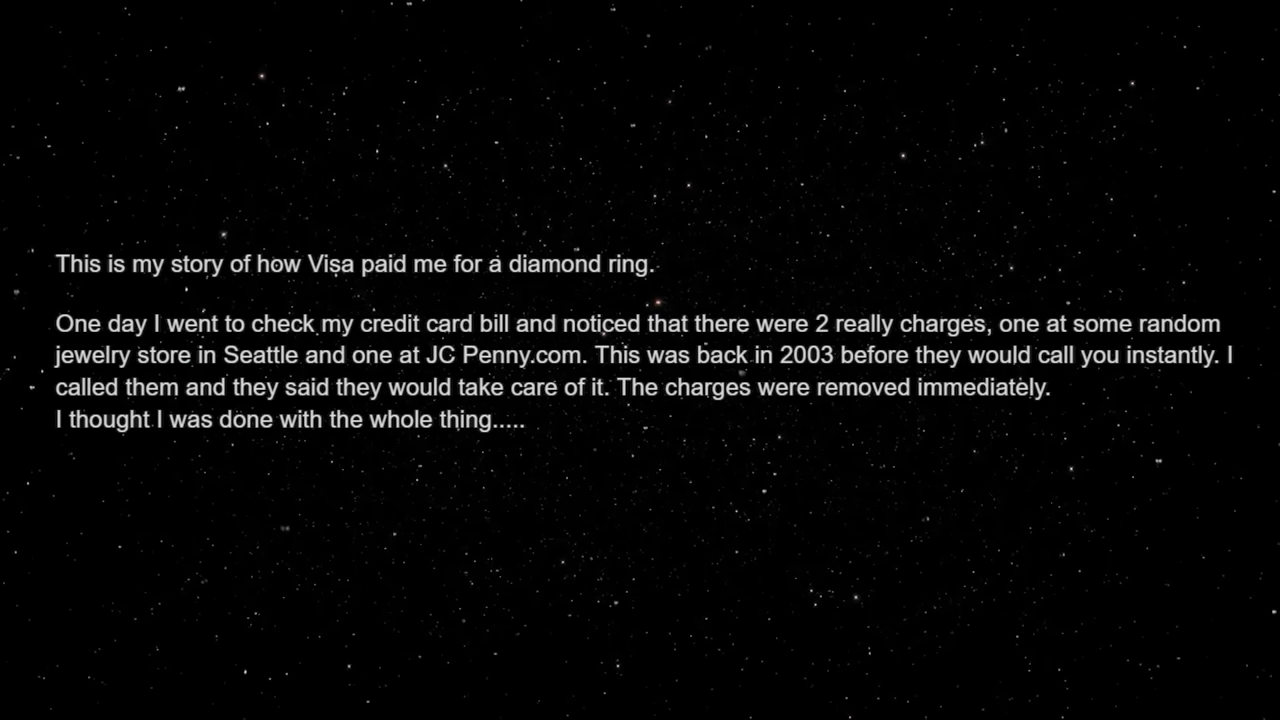 This is my story of how Visa paid me for a diamond ring.
One day I went to check my credit card bill and noticed that there were 2 really charges, one at some random
jewelry store in Seattle and one at JC Penny.com. This was back in 2003 before they would call you instantly. I
called them and they said they would take care of it. The charges were removed immediately.
I thought I was done with the whole thing.....